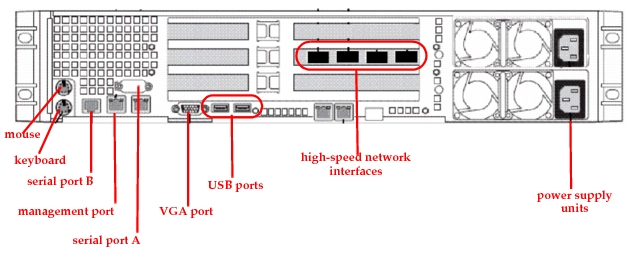 mouse
keyboard
serial port B
management port
serial port A
VGA port
USB ports
high-speed network
interfaces
power supply
units